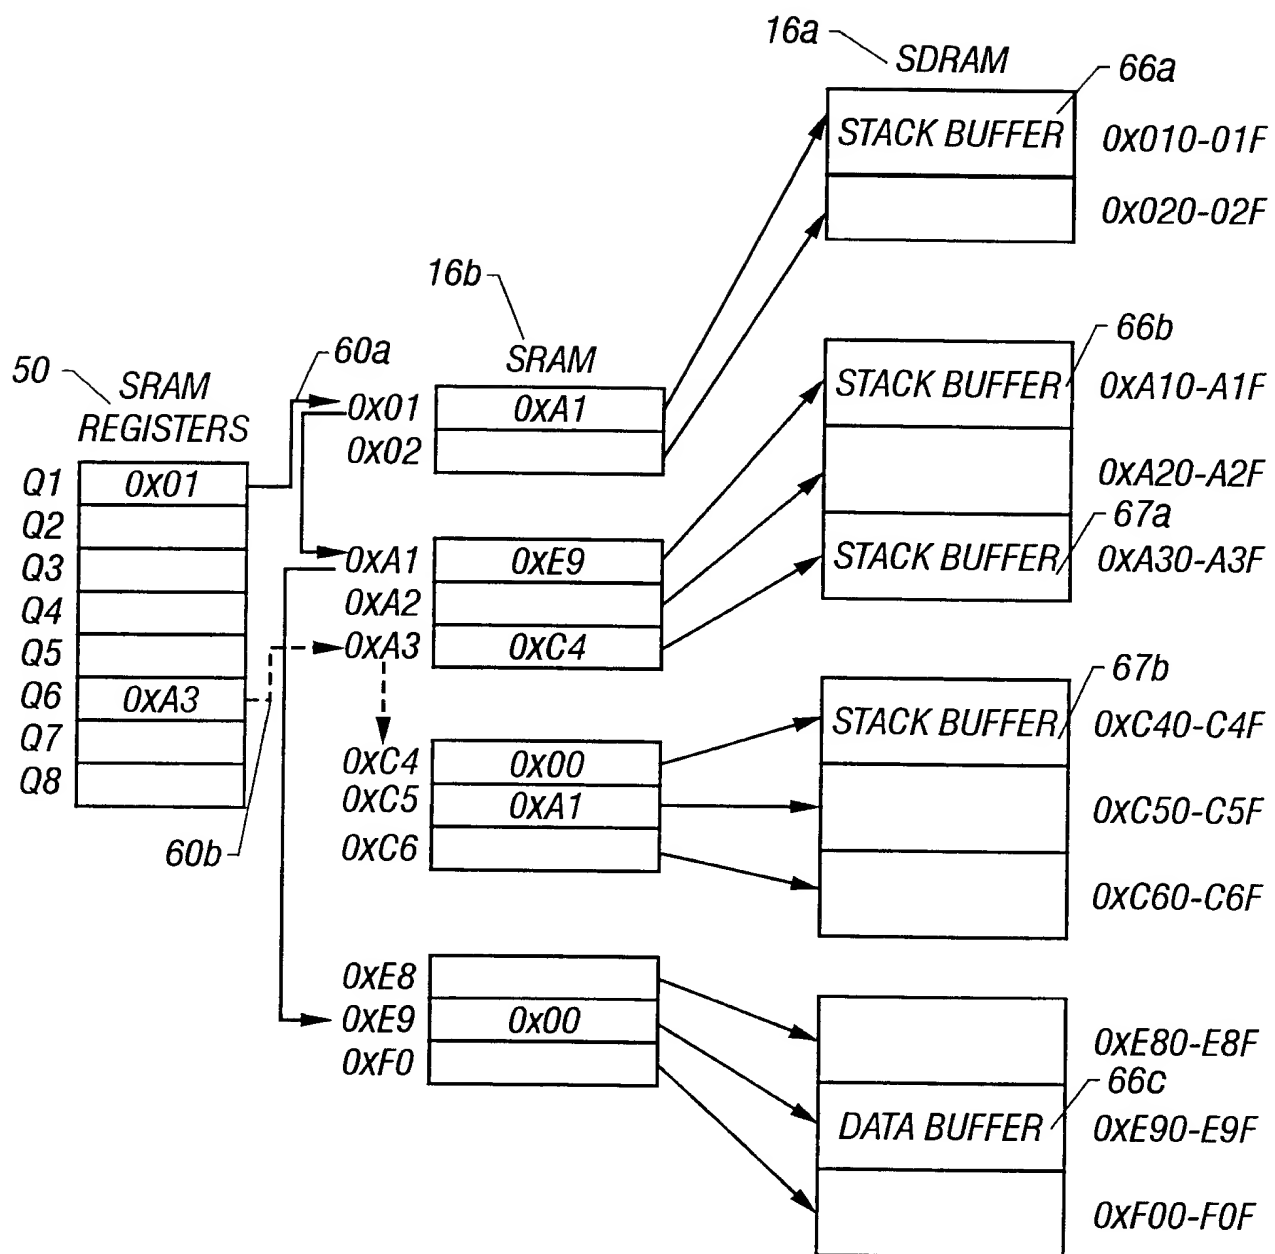 16a
SDRAM
66a
STACK BUFFER
0X010-01F
0X020-02F
16b
SRAM
60a
50
SRAM
REGISTERS
Q1
0X01
Q2
Q3
Q4
Q5
Q6
0XA3
Q7
Q8
60b
0X01
0XA1
0X02
0XA1
0XE9
0XA2
0XA3
0XC4
0XC4
0X00
0XC5
0XA1
0XC6
0XE8
0XE9
0X00
0XF0
66b
STACK BUFFER
0XA10-A1F
0XA20-A2F
67a
STACK BUFFER
0XA30-A3F
67b
STACK BUFFER
0XC40-C4F
0XC50-C5F
0XC60-C6F
0XE80-E8F
66c
DATA BUFFER
0XE90-E9F
0XF00-F0F